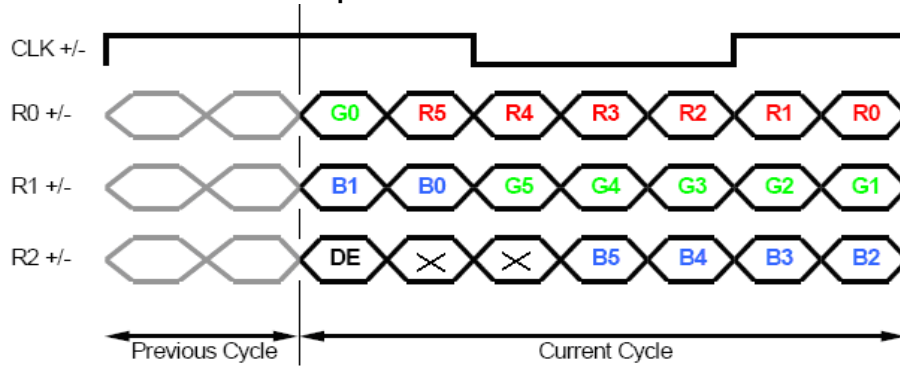 CLK +/-
R0 +/- G0 R5 R4 R3 R2 R1 R0
R1 +/- B1 B0 G5 G4 G3 G2 G1
R2 +/- DE B5 B4 B3 B2
Previous Cycle Current Cycle